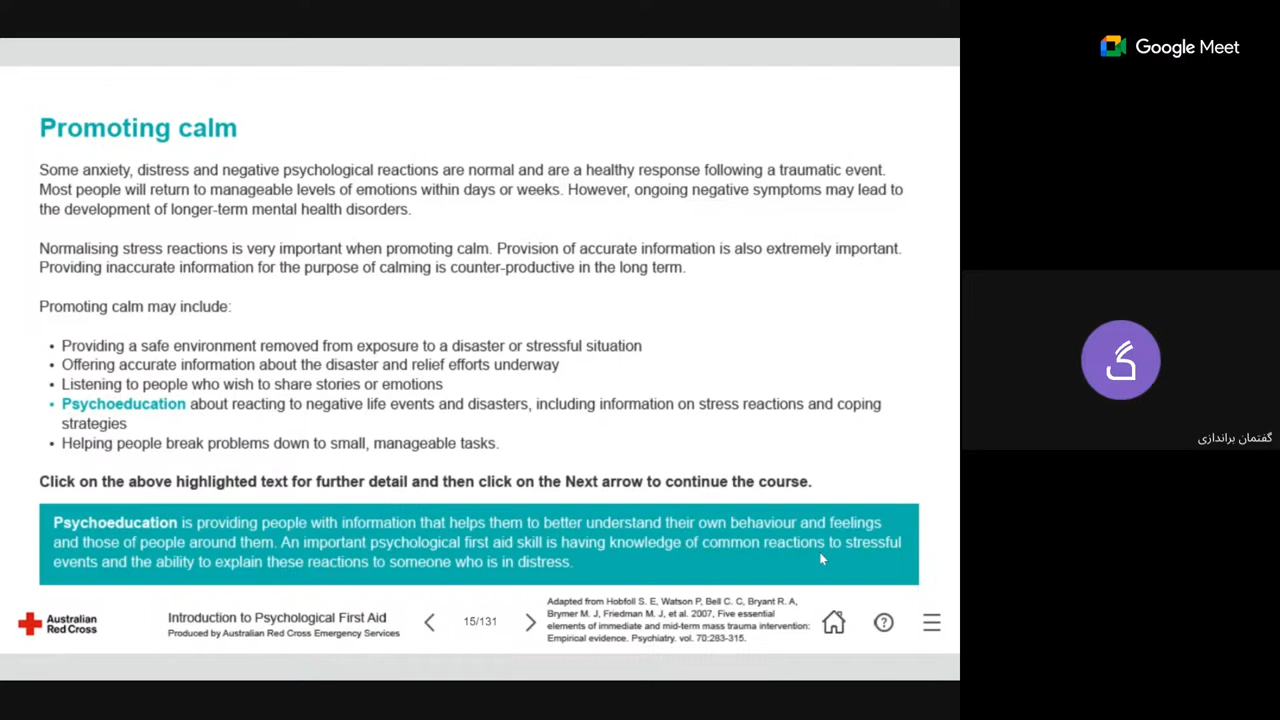 Google Meet
Promoting calm
Some anxiety, distress and negative psychological reactions are normal and are a healthy response following a traumatic event.
Most people will return to manageable levels of emotions within days or weeks. However, ongoing negative symptoms may lead to
the development of longer-term mental health disorders.
Normalising stress reactions is very important when promoting calm. Provision of accurate information is also extremely important.
Providing inaccurate information for the purpose of calming is counter-productive in the long term.
Promoting calm may include:
• Providing a safe environment removed from exposure to a disaster or stressful situation
• Offering accurate information about the disaster and relief efforts underway
• Listening to people who wish to share stories or emotions
• Psychoeducation about reacting to negative life events and disasters, including information on stress reactions and coping
strategies
• Helping people break problems down to small, manageable tasks.
Click on the above highlighted text for further detail and then click on the Next arrow to continue the course.
Psychoeducation is providing people with information that helps them to better understand their own behaviour and feelings
and those of people around them. An important psychological first aid skill is having knowledge of common reactions to stressful
events and the ability to explain these reactions to someone who is in distress.
Australian
Red Cross
Introduction to Psychological First Aid
Produced by Australian Red Cross Emergency Services
15/131
Adapted from Hobfoll S. E, Watson P, Bell C. C, Bryant R. A,
Brymer M. J, Friedman M. J, et al. 2007, Five essential
elements of immediate and mid-term mass trauma intervention:
Empirical evidence. Psychiatry. vol. 70:283-315.
?
گ
گفتمان براندازی